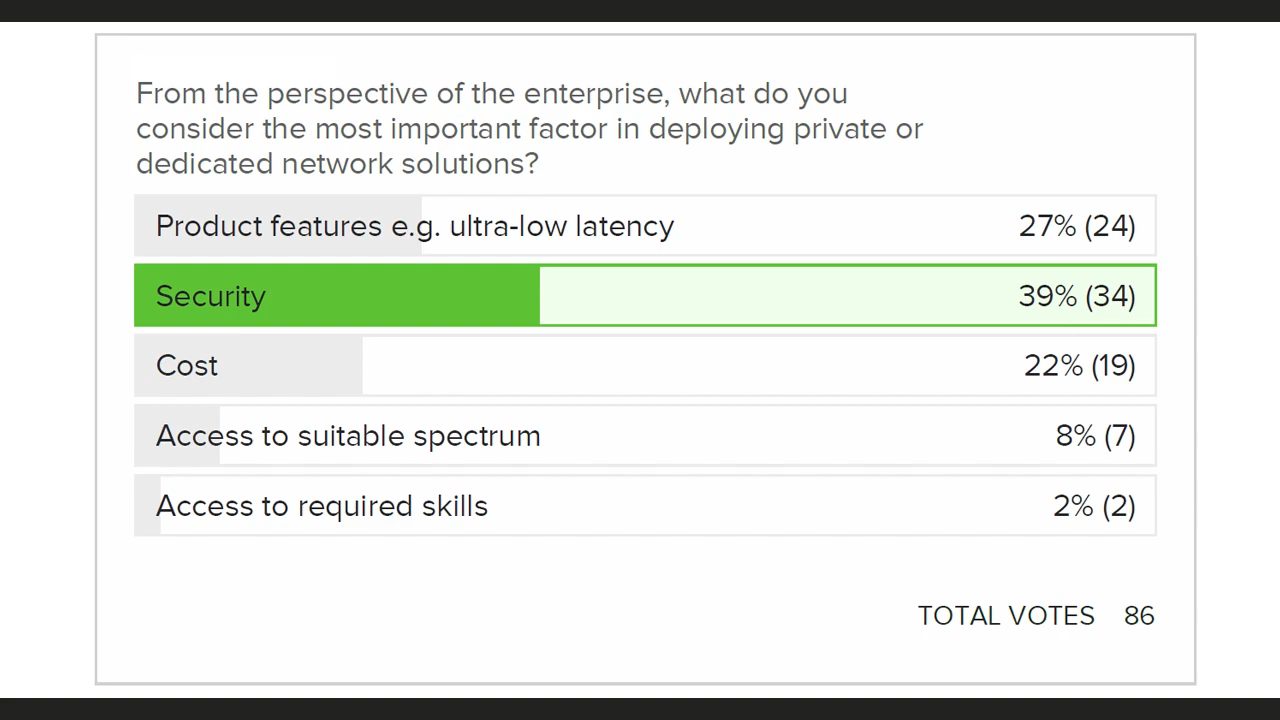 From the perspective of the enterprise, what do you
consider the most important factor in deploying private or
dedicated network solutions?
Product features e.g. ultra-low latency 27% (24)
Security 39% (34)
Cost 22% (19)
Access to suitable spectrum 8% (7)
Access to required skills 2% (2)
TOTAL VOTES 86